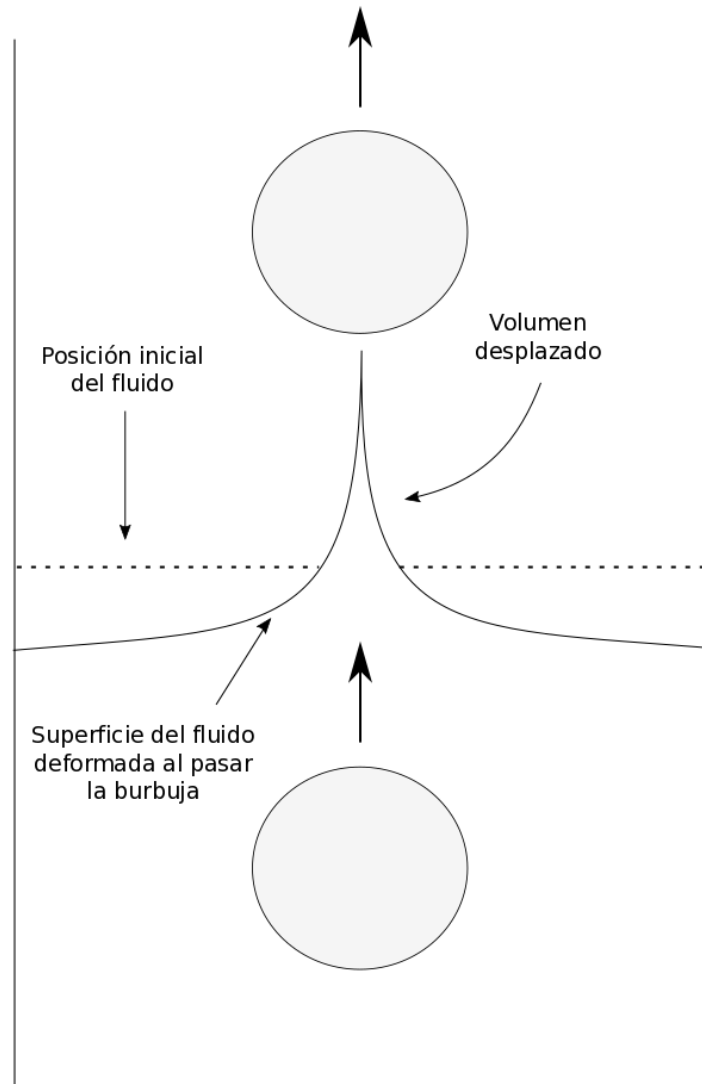 Volumen
desplazado
Posición inicial
del fluido
Superficie del fluido
deformada al pasar
la burbuja